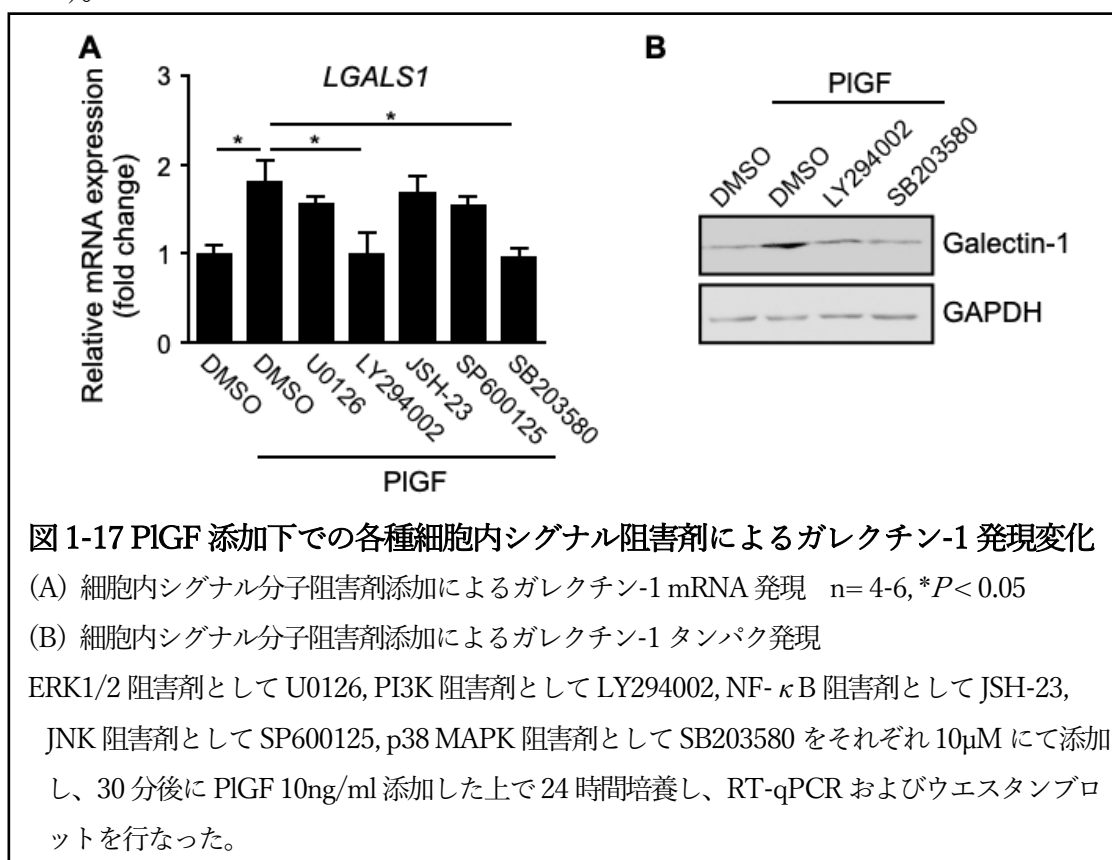 A
LGALS1
Relative mRNA expression
(fold change)
3
2
1
0
*
*
*
DMSO
DMSO
U0126
LY294002
JSH-23
SP600125
SB203580
PlGF
B
PlGF
DMSO
DMSO
LY294002
SB203580
Galectin-1
GAPDH
図 1-17 PlGF 添加下での各種細胞内シグナル阻害剤によるガレクチン-1 発現変化
(A) 細胞内シグナル分子阻害剤添加によるガレクチン-1 mRNA 発現 n= 4-6, *P< 0.05
(B) 細胞内シグナル分子阻害剤添加によるガレクチン-1 タンパク発現
ERK1/2 阻害剤として U0126, PI3K 阻害剤として LY294002, NF-κB 阻害剤として JSH-23,
JNK 阻害剤として SP600125, p38 MAPK 阻害剤として SB203580 をそれぞれ 10μM にて添加
し、30 分後に PlGF 10ng/ml 添加した上で 24 時間培養し、RT-qPCR およびウエスタンブロ
ットを行なった。